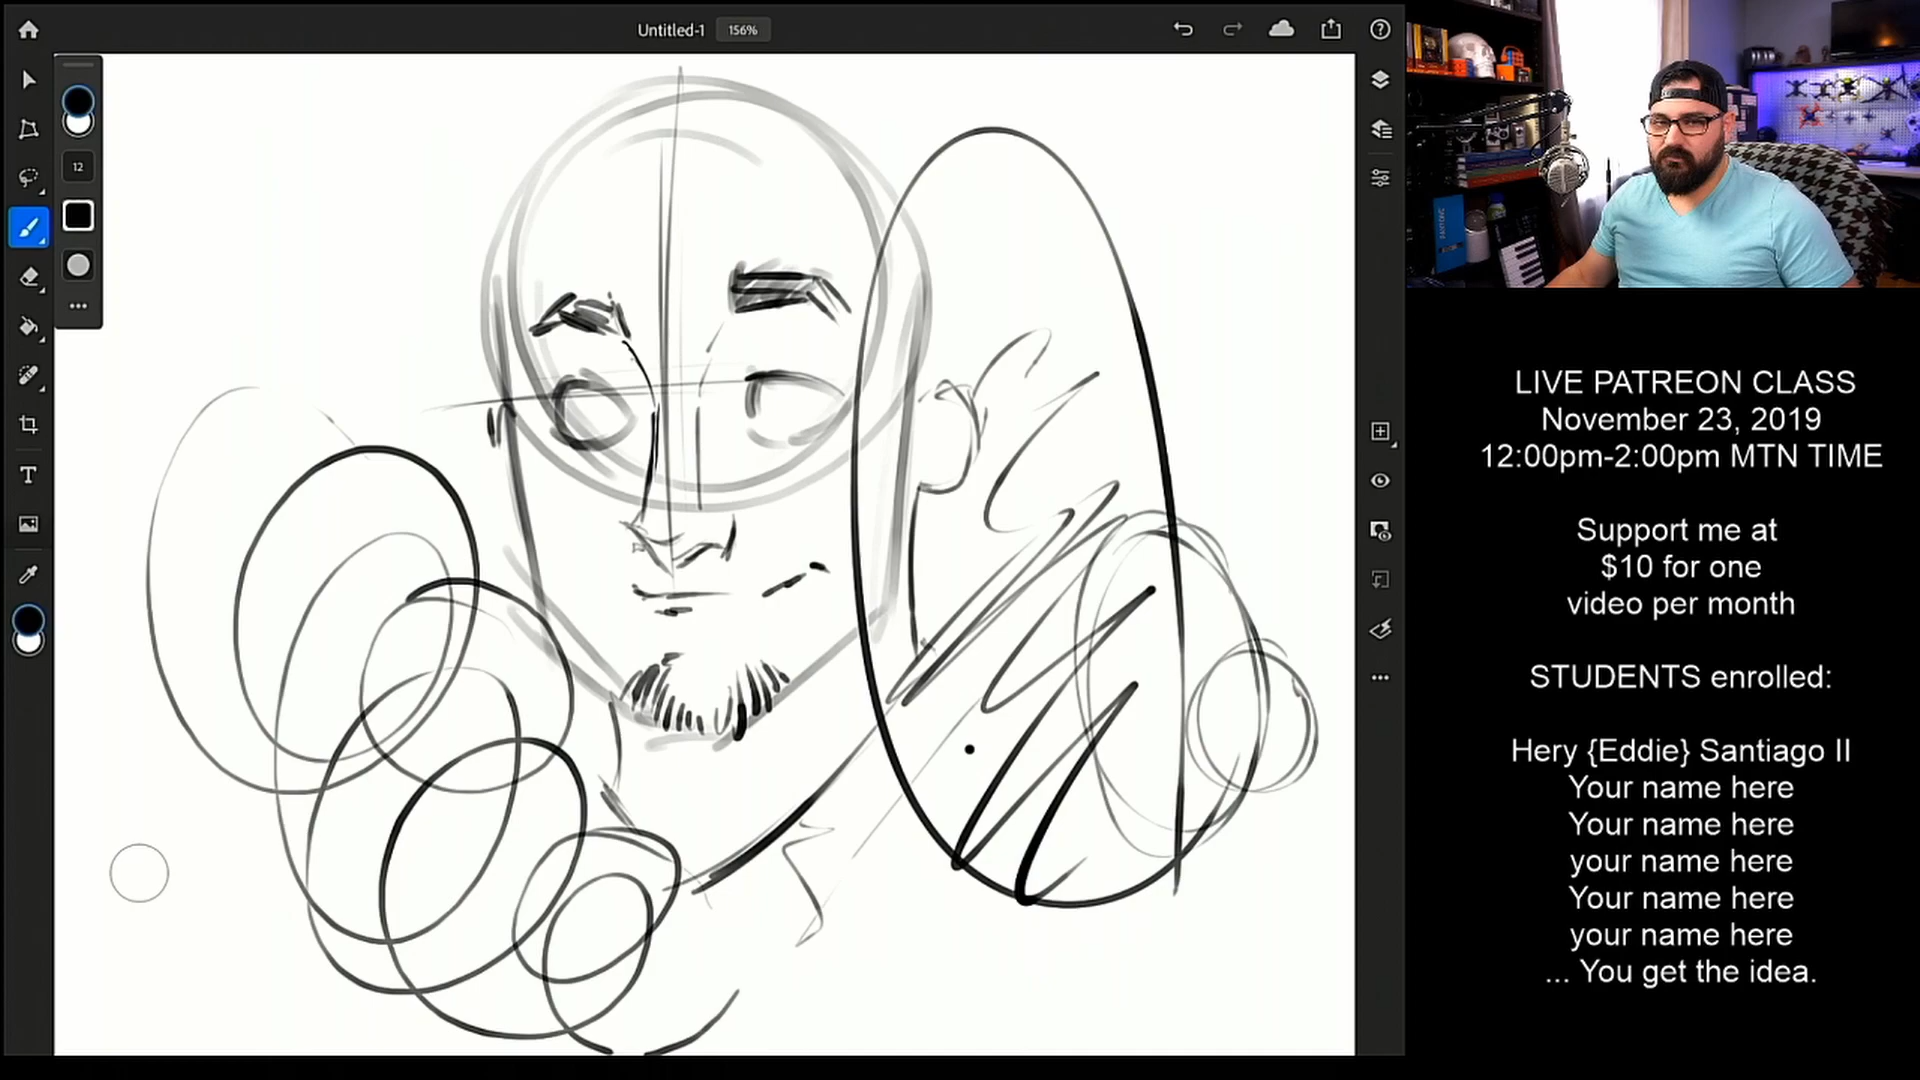 Untitled-1 156%
12
LIVE PATREON CLASS
November 23, 2019
12:00pm-2:00pm MTN TIME
Support me at
$10 for one
video per month
STUDENTS enrolled:
Hery {Eddie} Santiago II
Your name here
Your name here
your name here
Your name here
your name here
... You get the idea.